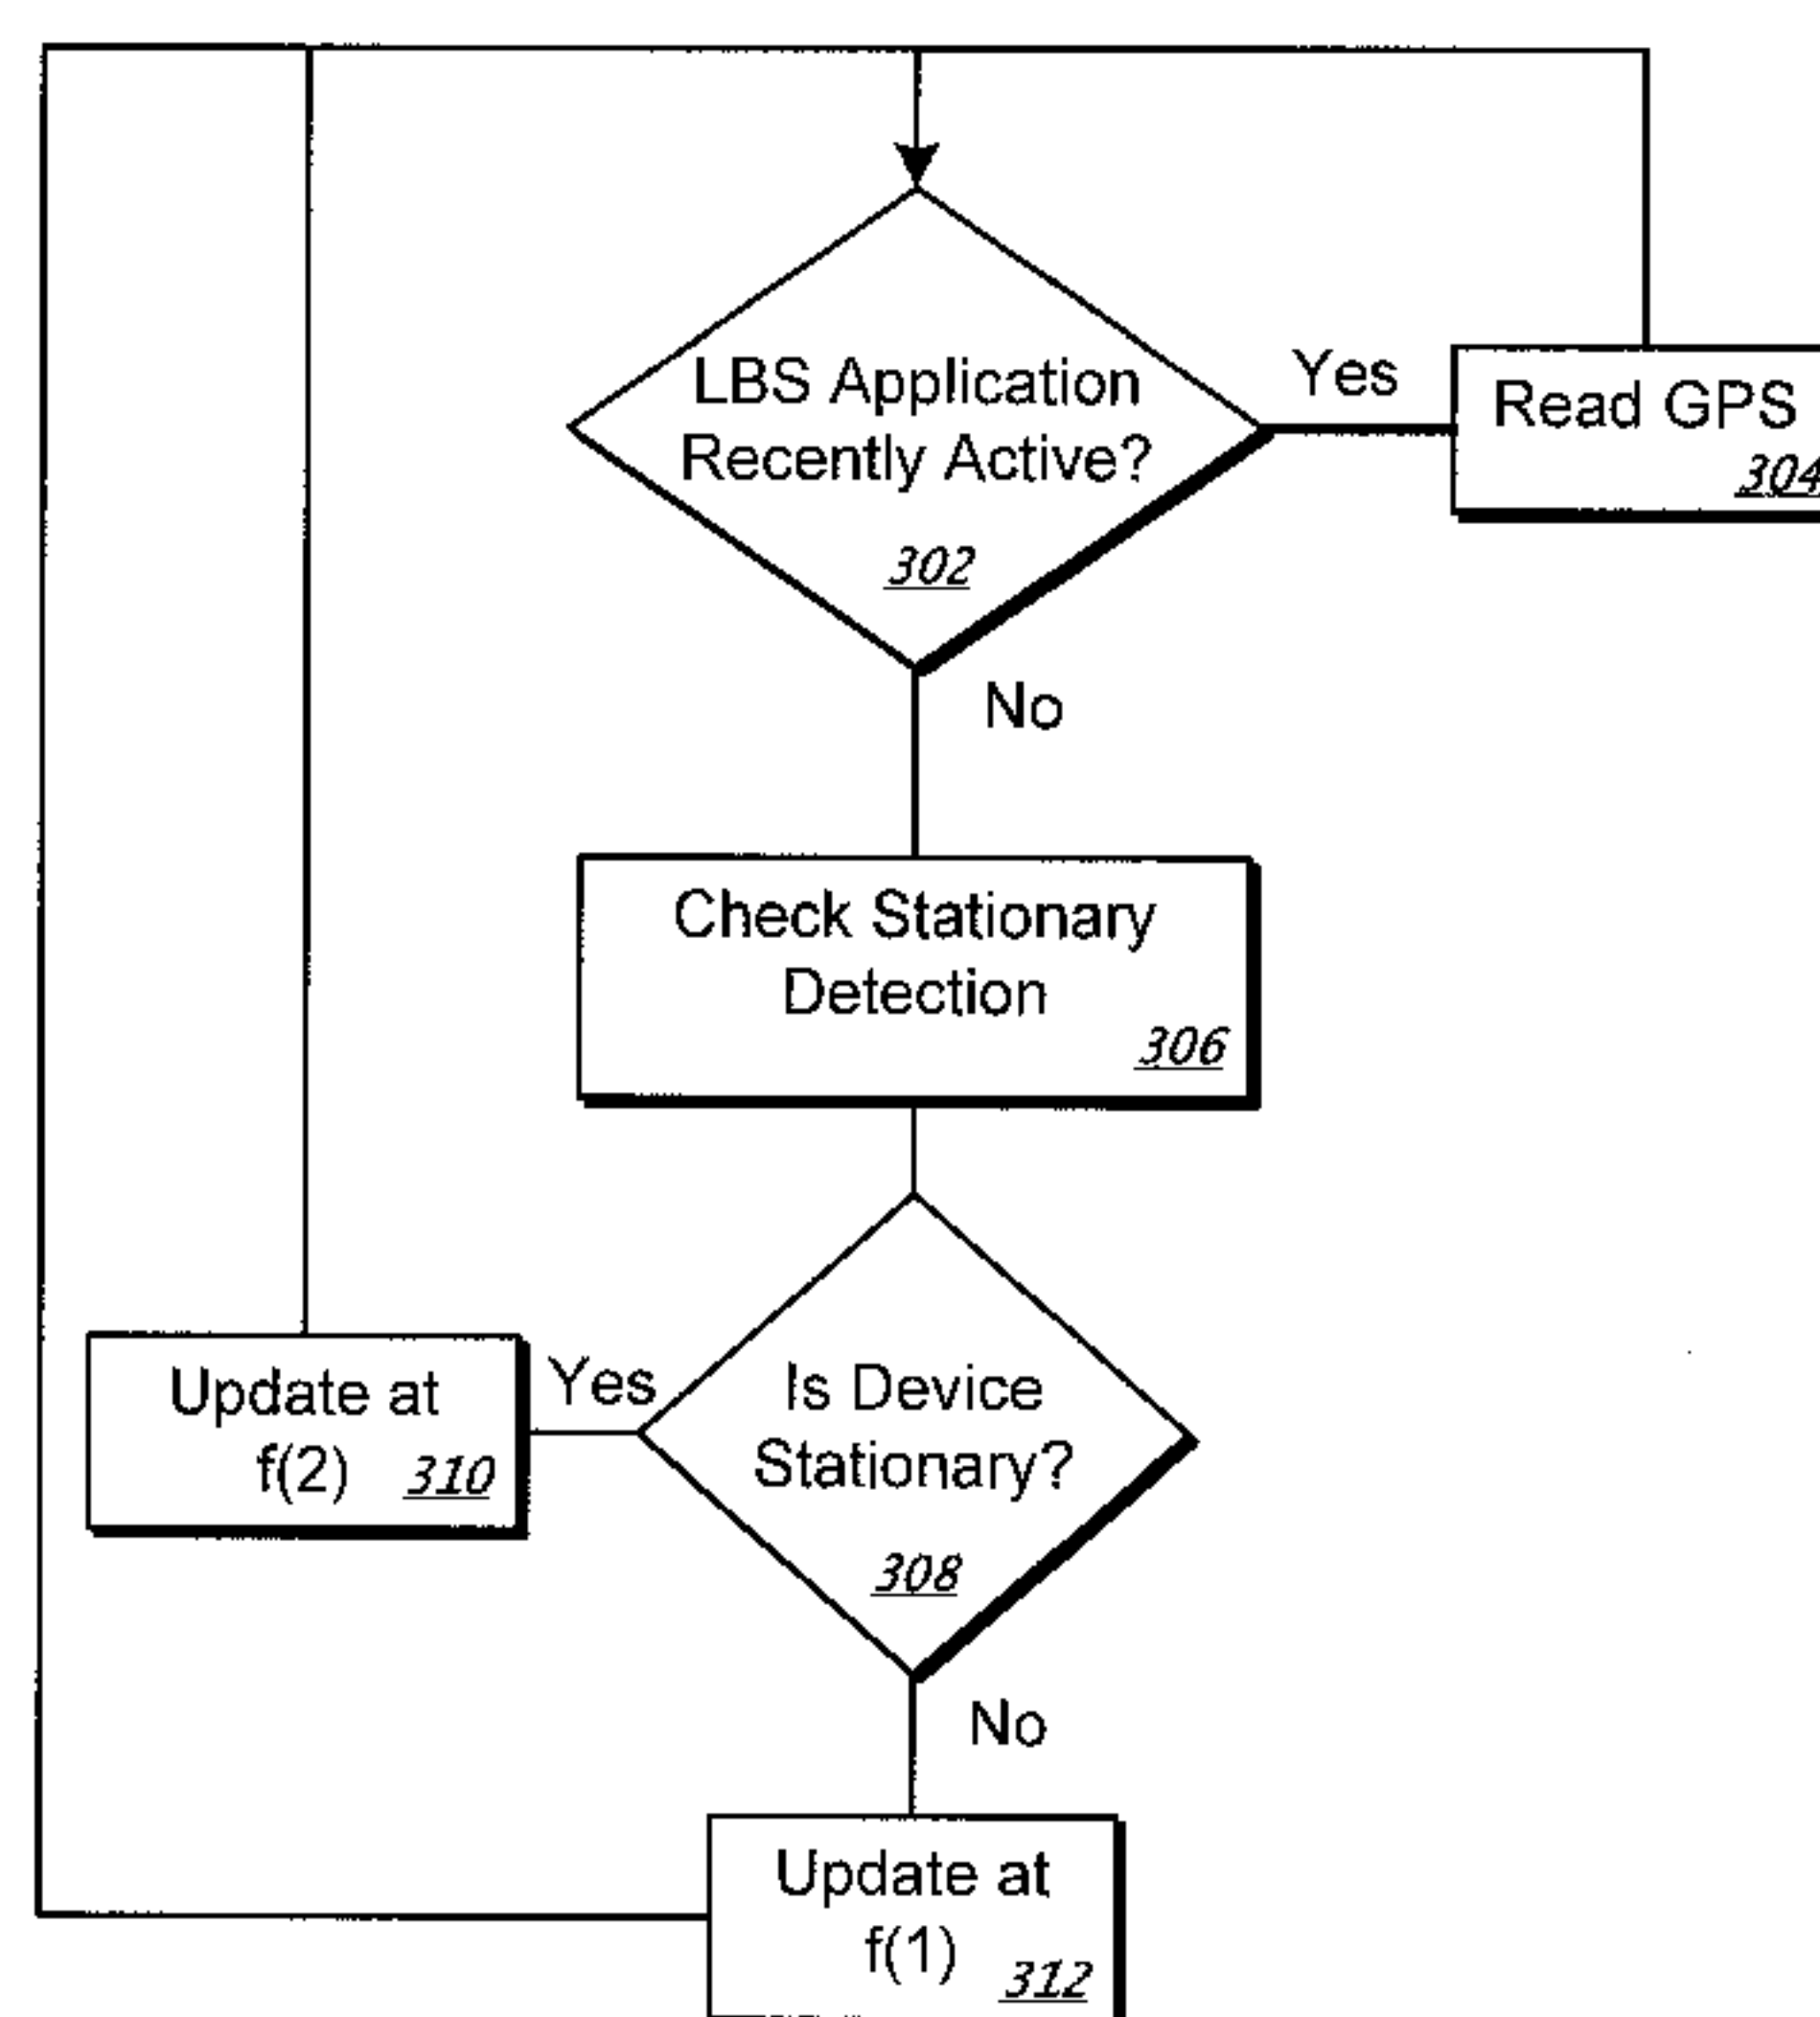 LBS Application
Recently Active?
302
Yes
Read GPS
304
No
Check Stationary
Detection
306
Update at
f(2) 310
Yes
Is Device
Stationary?
308
No
Update at
f(1) 312